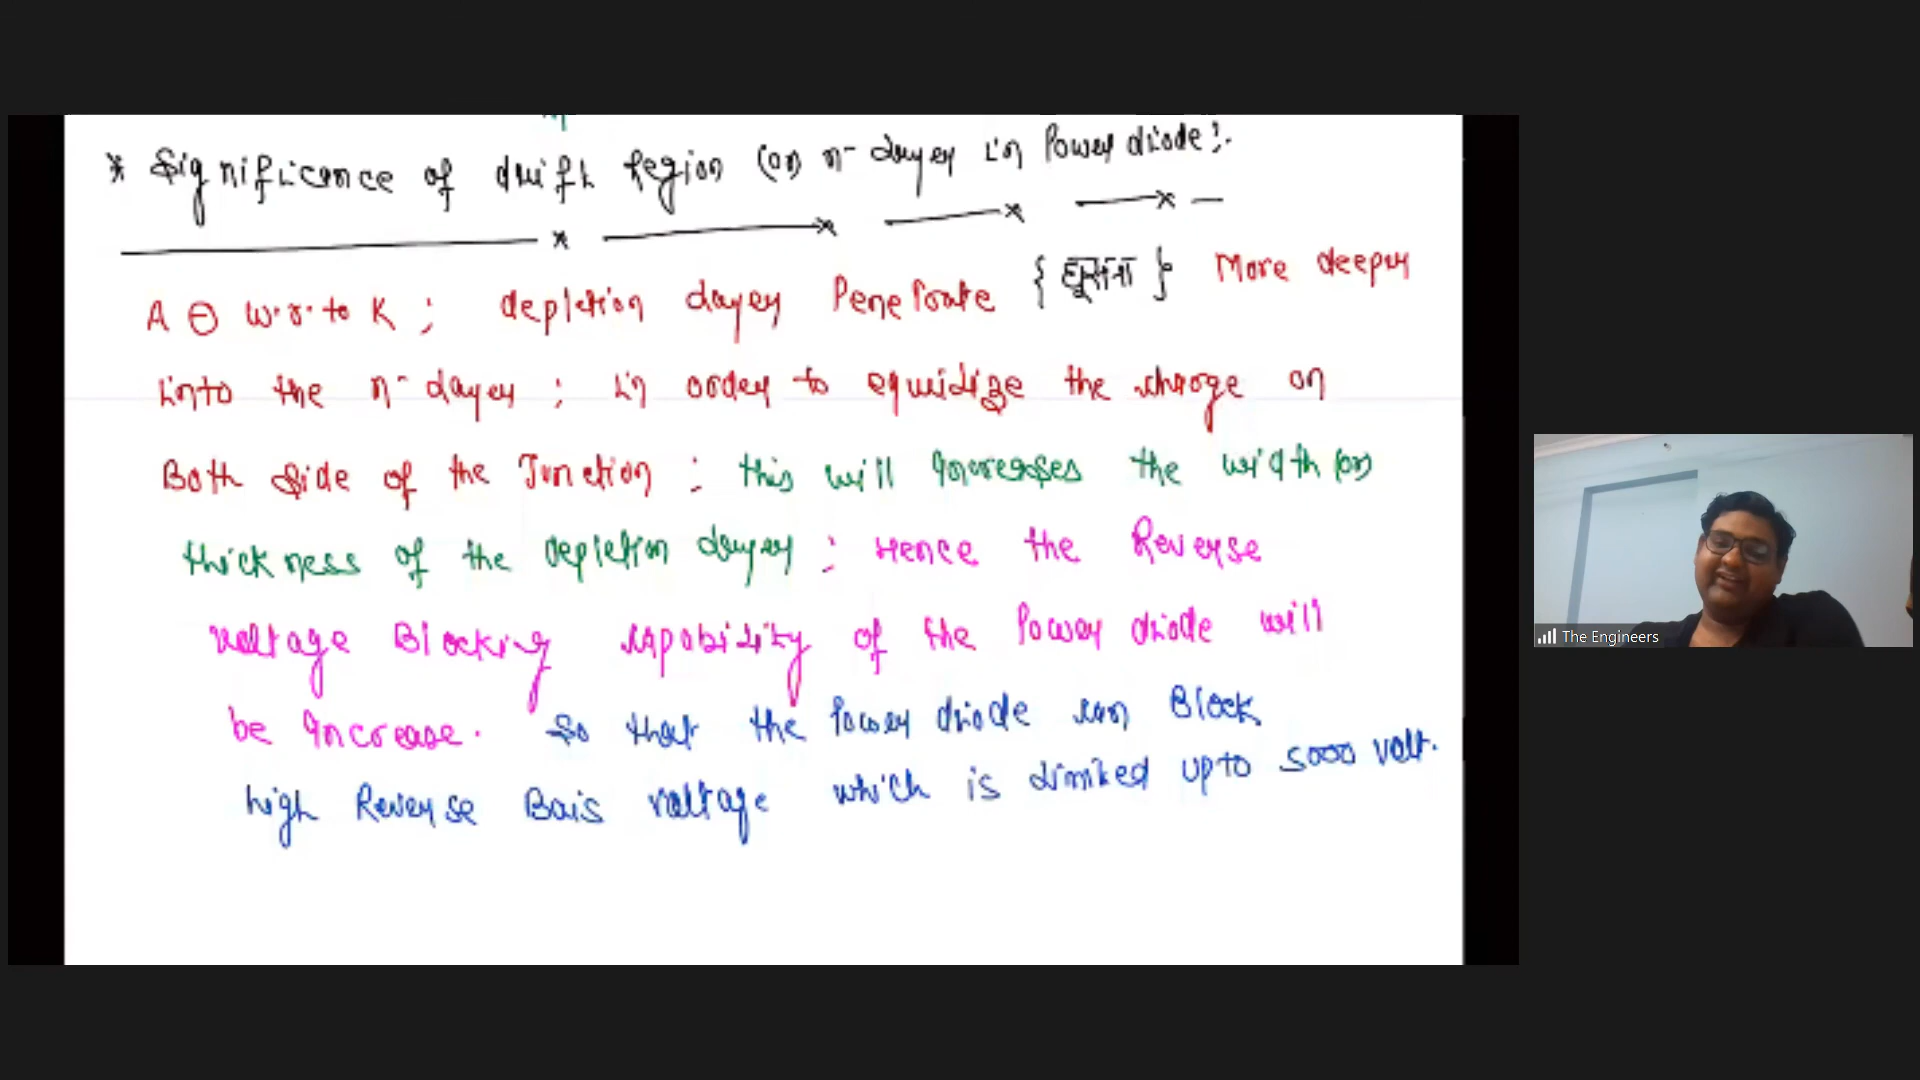 * Significance of drift Region (or) n- layer in Power diode :-
A ⊖ w.r.to K ; depletion layer Penetrate { घूसना } More deeper
into the n- layer ; in order to equilize the charge on
Both side of the Junction ; this will increases the width (or)
thickness of the depletion layer ; Hence the Reverse
voltage Blocking capability of the Power diode will
be increase. So that the Power diode can Block
high Reverse Bais voltage which is limited upto 5000 volt.
The Engineers